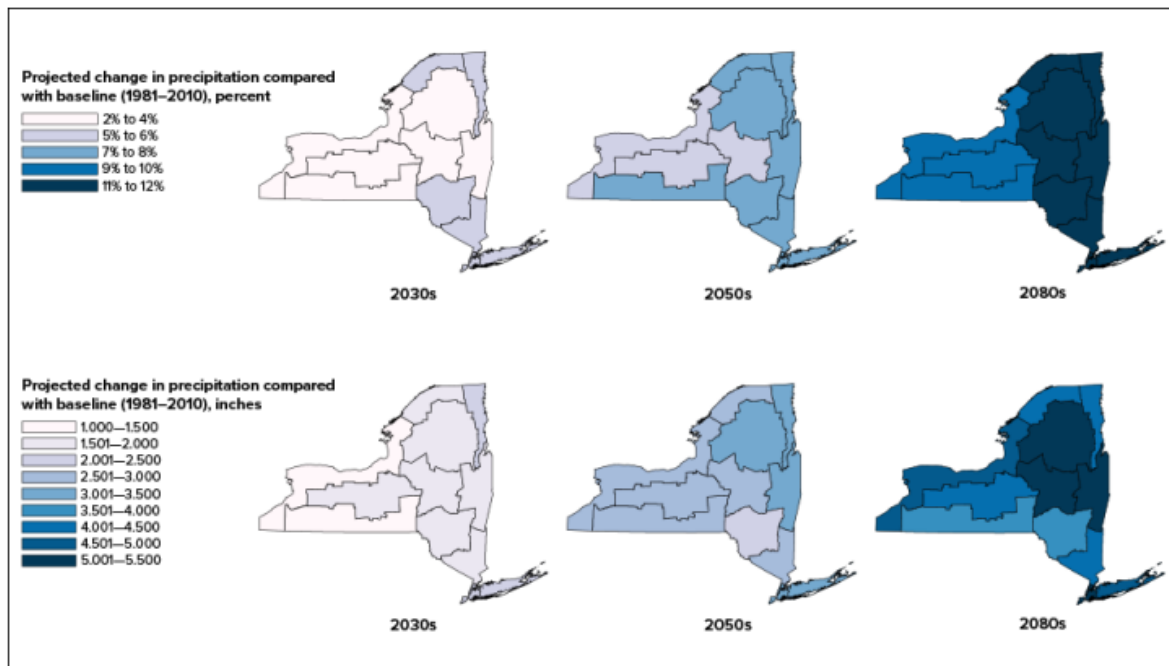 Projected change in precipitation compared
with baseline (1981–2010), percent
2% to 4%
5% to 6%
7% to 8%
9% to 10%
11% to 12%
2030s
2050s
2080s
Projected change in precipitation compared
with baseline (1981–2010), inches
1.000—1.500
1.501—2.000
2.001—2.500
2.501—3.000
3.001—3.500
3.501—4.000
4.001—4.500
4.501—5.000
5.001—5.500
2030s
2050s
2080s